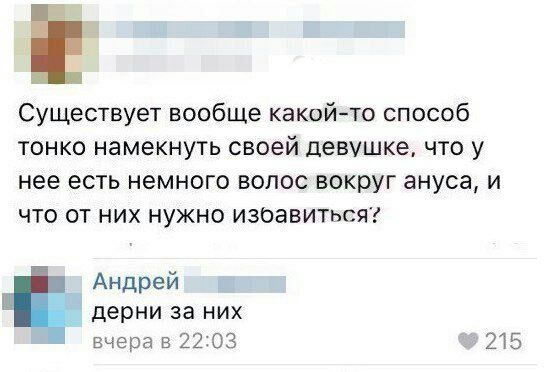 Существует вообще какой-то способ
тонко намекнуть своей девушке, что у
нее есть немного волос вокруг ануса, и
что от них нужно избавиться?
Андрей
дерни за них
вчера в 22:03
215